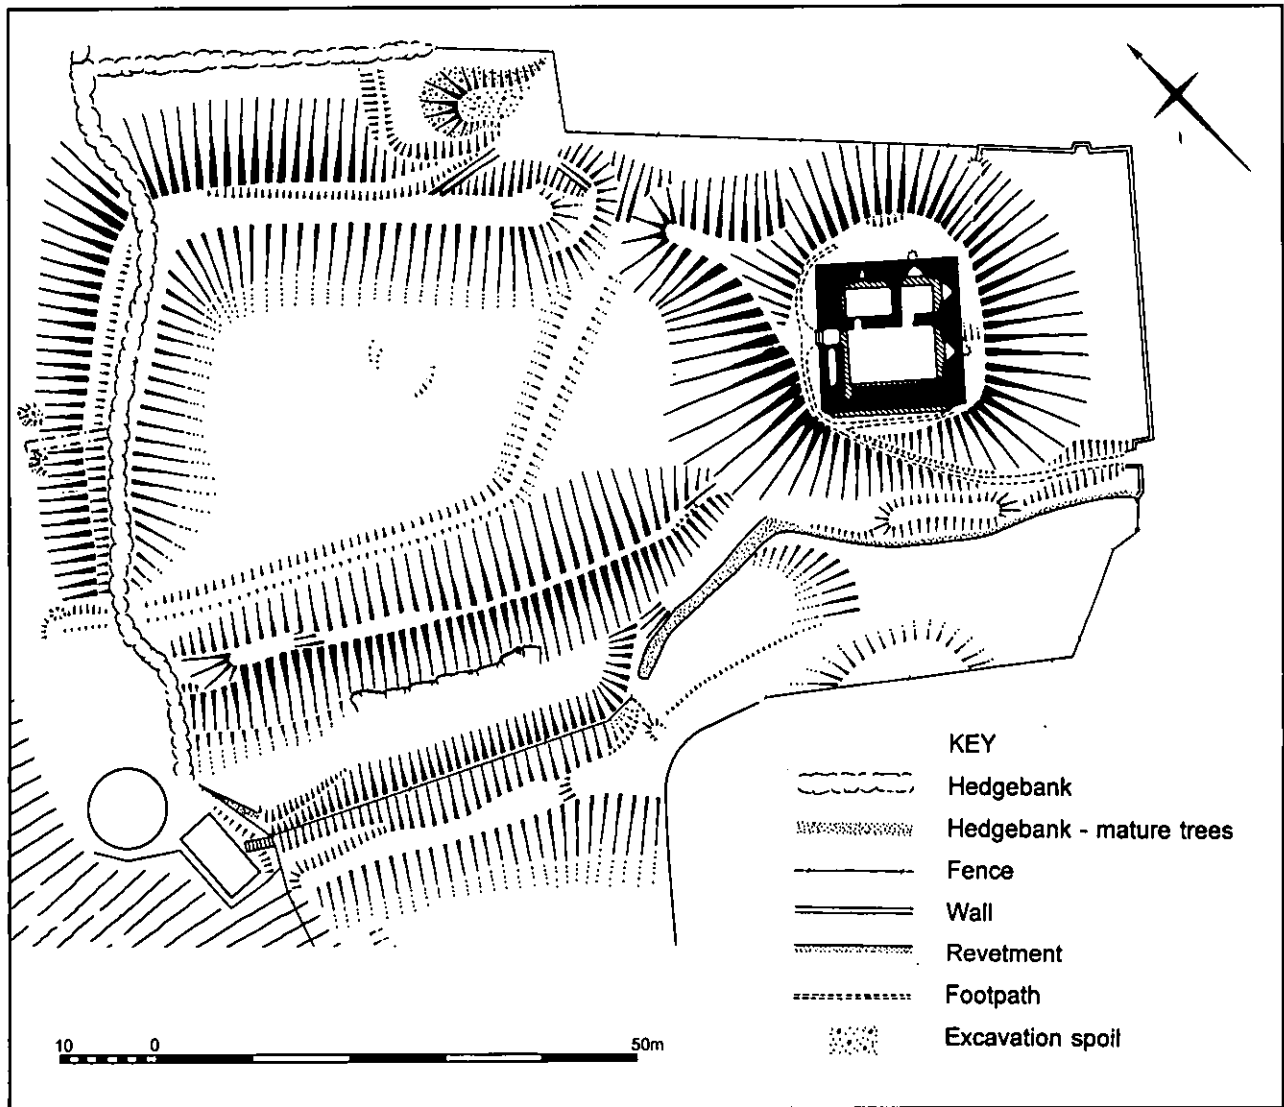 KEY
Hedgebank
Hedgebank - mature trees
Fence
Wall
Revetment
Footpath
Excavation spoil
10 0 50m